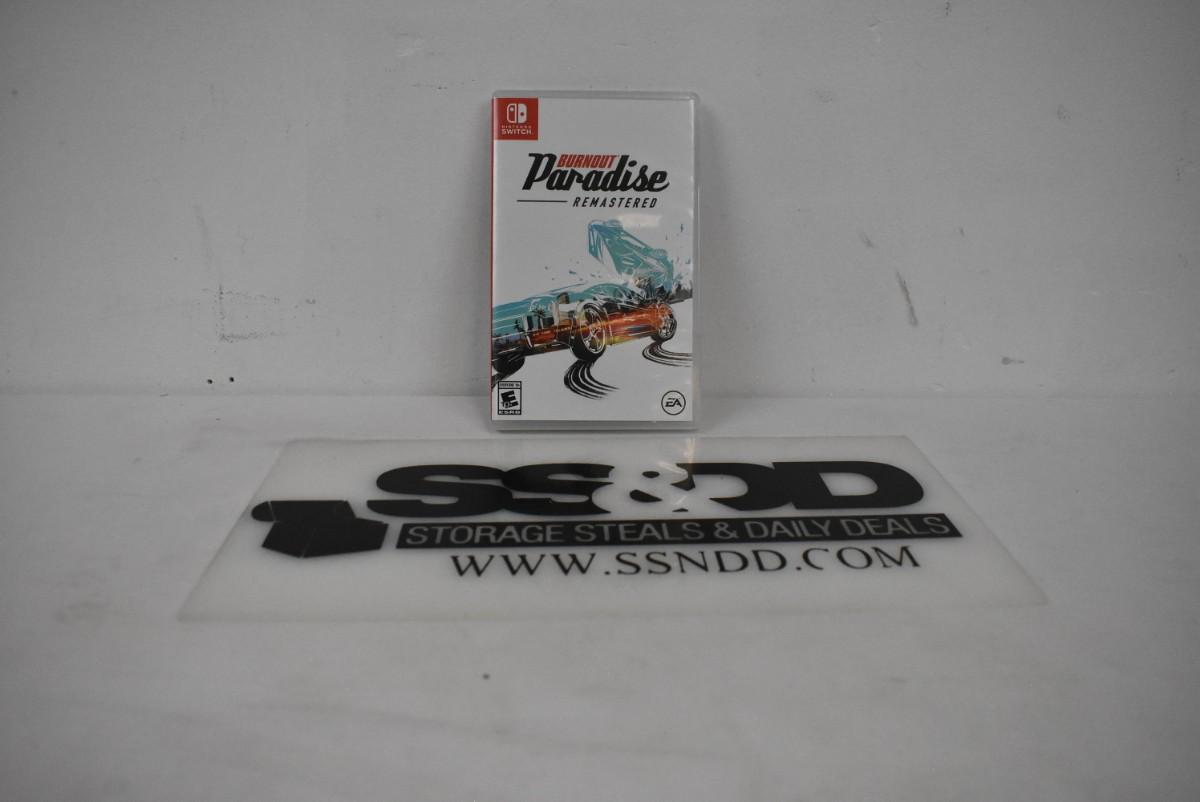 NINTENDO
SWITCH
BURNOUT
Paradise
REMASTERED
E
ESRB
EA
SS&DD
STORAGE STEALS & DAILY DEALS
WWW.SSNDD.COM